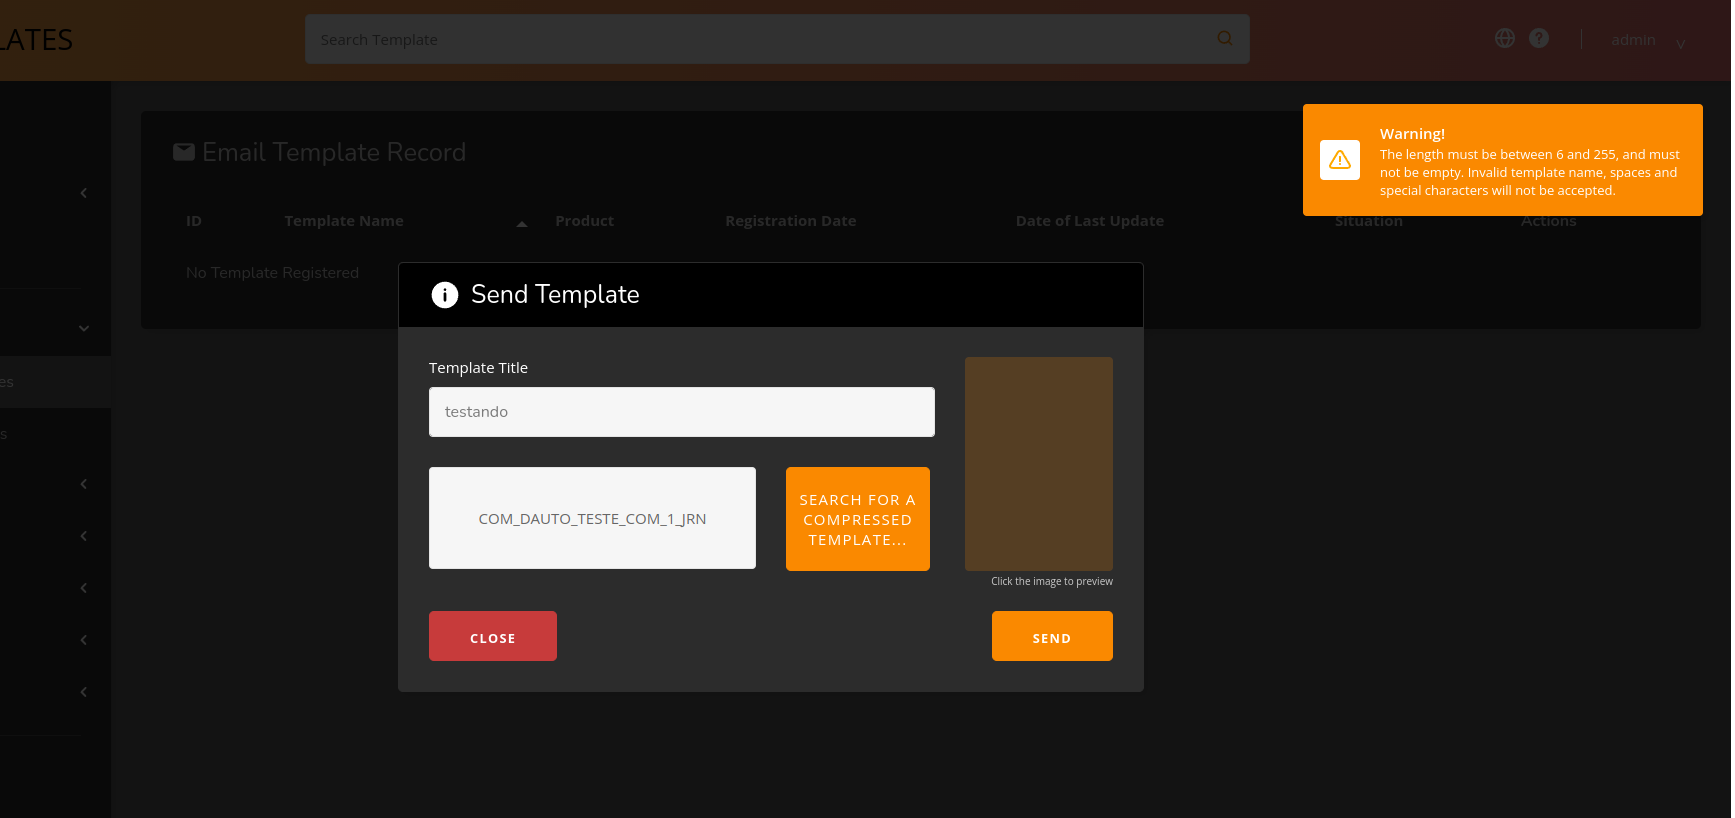 LATES
Search Template
admin
Warning!
The length must be between 6 and 255, and must
not be empty. Invalid template name, spaces and
special characters will not be accepted.
Email Template Record
ID Template Name Product Registration Date Date of Last Update Situation Actions
No Template Registered
Send Template
Template Title
testando
es
s
COM_DAUTO_TESTE_COM_1_JRN
SEARCH FOR A
COMPRESSED
TEMPLATE...
Click the image to preview
CLOSE
SEND